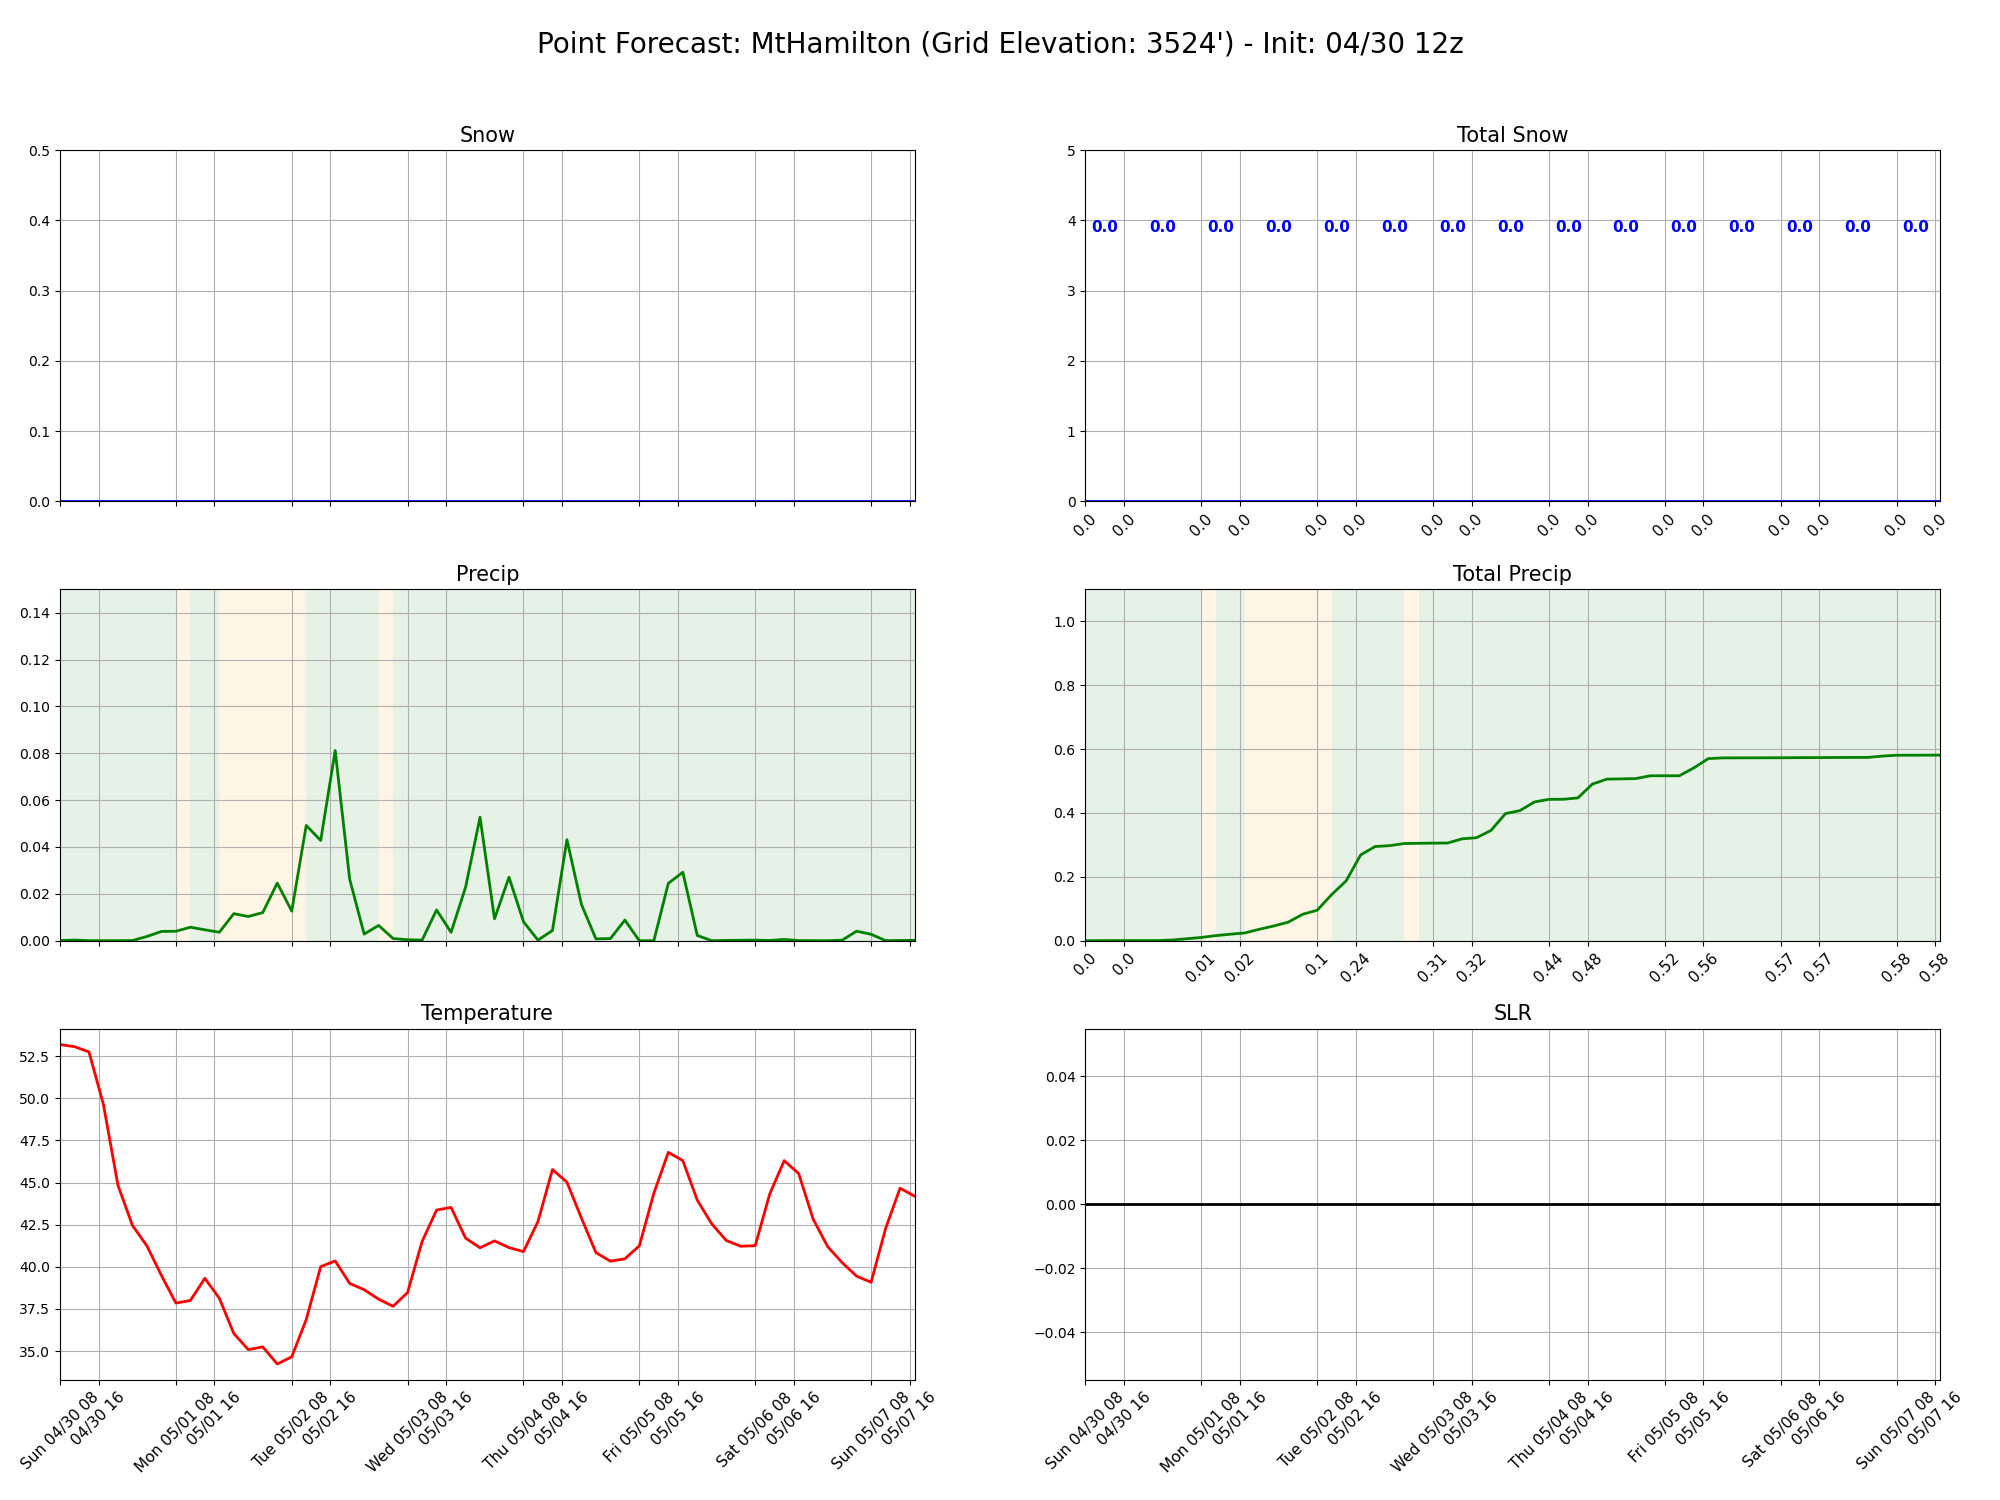 Point Forecast: MtHamilton (Grid Elevation: 3524') - Init: 04/30 12z
Snow
0.5
0.4
0.3
0.2
0.1
0.0
Total Snow
5
4
3
2
1
0
0.0 0.0 0.0 0.0 0.0 0.0 0.0 0.0 0.0 0.0 0.0 0.0 0.0 0.0 0.0
0.0 0.0 0.0 0.0 0.0 0.0 0.0 0.0 0.0 0.0 0.0 0.0 0.0 0.0 0.0 0.0
Precip
0.14
0.12
0.10
0.08
0.06
0.04
0.02
0.00
Total Precip
1.0
0.8
0.6
0.4
0.2
0.0
0.0 0.0 0.01 0.02 0.1 0.24 0.31 0.32 0.44 0.48 0.52 0.56 0.57 0.57 0.58 0.58
Temperature
52.5
50.0
47.5
45.0
42.5
40.0
37.5
35.0
Sun 04/30 08
04/30 16
Mon 05/01 08
05/01 16
Tue 05/02 08
05/02 16
Wed 05/03 08
05/03 16
Thu 05/04 08
05/04 16
Fri 05/05 08
05/05 16
Sat 05/06 08
05/06 16
Sun 05/07 08
05/07 16
SLR
0.04
0.02
0.00
−0.02
−0.04
Sun 04/30 08
04/30 16
Mon 05/01 08
05/01 16
Tue 05/02 08
05/02 16
Wed 05/03 08
05/03 16
Thu 05/04 08
05/04 16
Fri 05/05 08
05/05 16
Sat 05/06 08
05/06 16
Sun 05/07 08
05/07 16